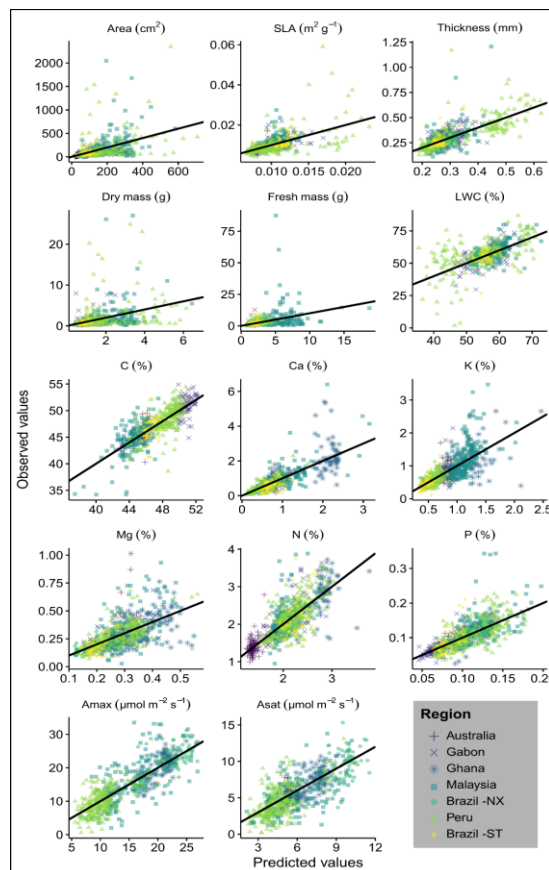 Area (cm²)
SLA (m² g⁻¹)
Thickness (mm)
2000
1500
1000
500
0
0 200 400 600
0.06
0.04
0.02
0.010 0.015 0.020
1.25
1.00
0.75
0.50
0.25
0.2 0.3 0.4 0.5 0.6
Dry mass (g)
Fresh mass (g)
LWC (%)
20
10
0
2 4 6
75
50
25
0
0 5 10 15
75
50
25
0
40 50 60 70
Observed values
C (%)
Ca (%)
K (%)
55
50
45
40
35
40 44 48 52
6
4
2
0
0 1 2 3
3
2
1
0
0.5 1.0 1.5 2.0 2.5
Mg (%)
N (%)
P (%)
1.00
0.75
0.50
0.25
0.00
0.1 0.2 0.3 0.4 0.5
4
3
2
1
2 3
0.3
0.2
0.1
0.05 0.10 0.15
Amax (µmol m⁻² s⁻¹)
Asat (µmol m⁻² s⁻¹)
30
20
10
0
5 10 15 20 25
15
10
5
0
3 6 9 12
Predicted values
Region
Australia
Gabon
Ghana
Malaysia
Brazil -NX
Peru
Brazil -ST